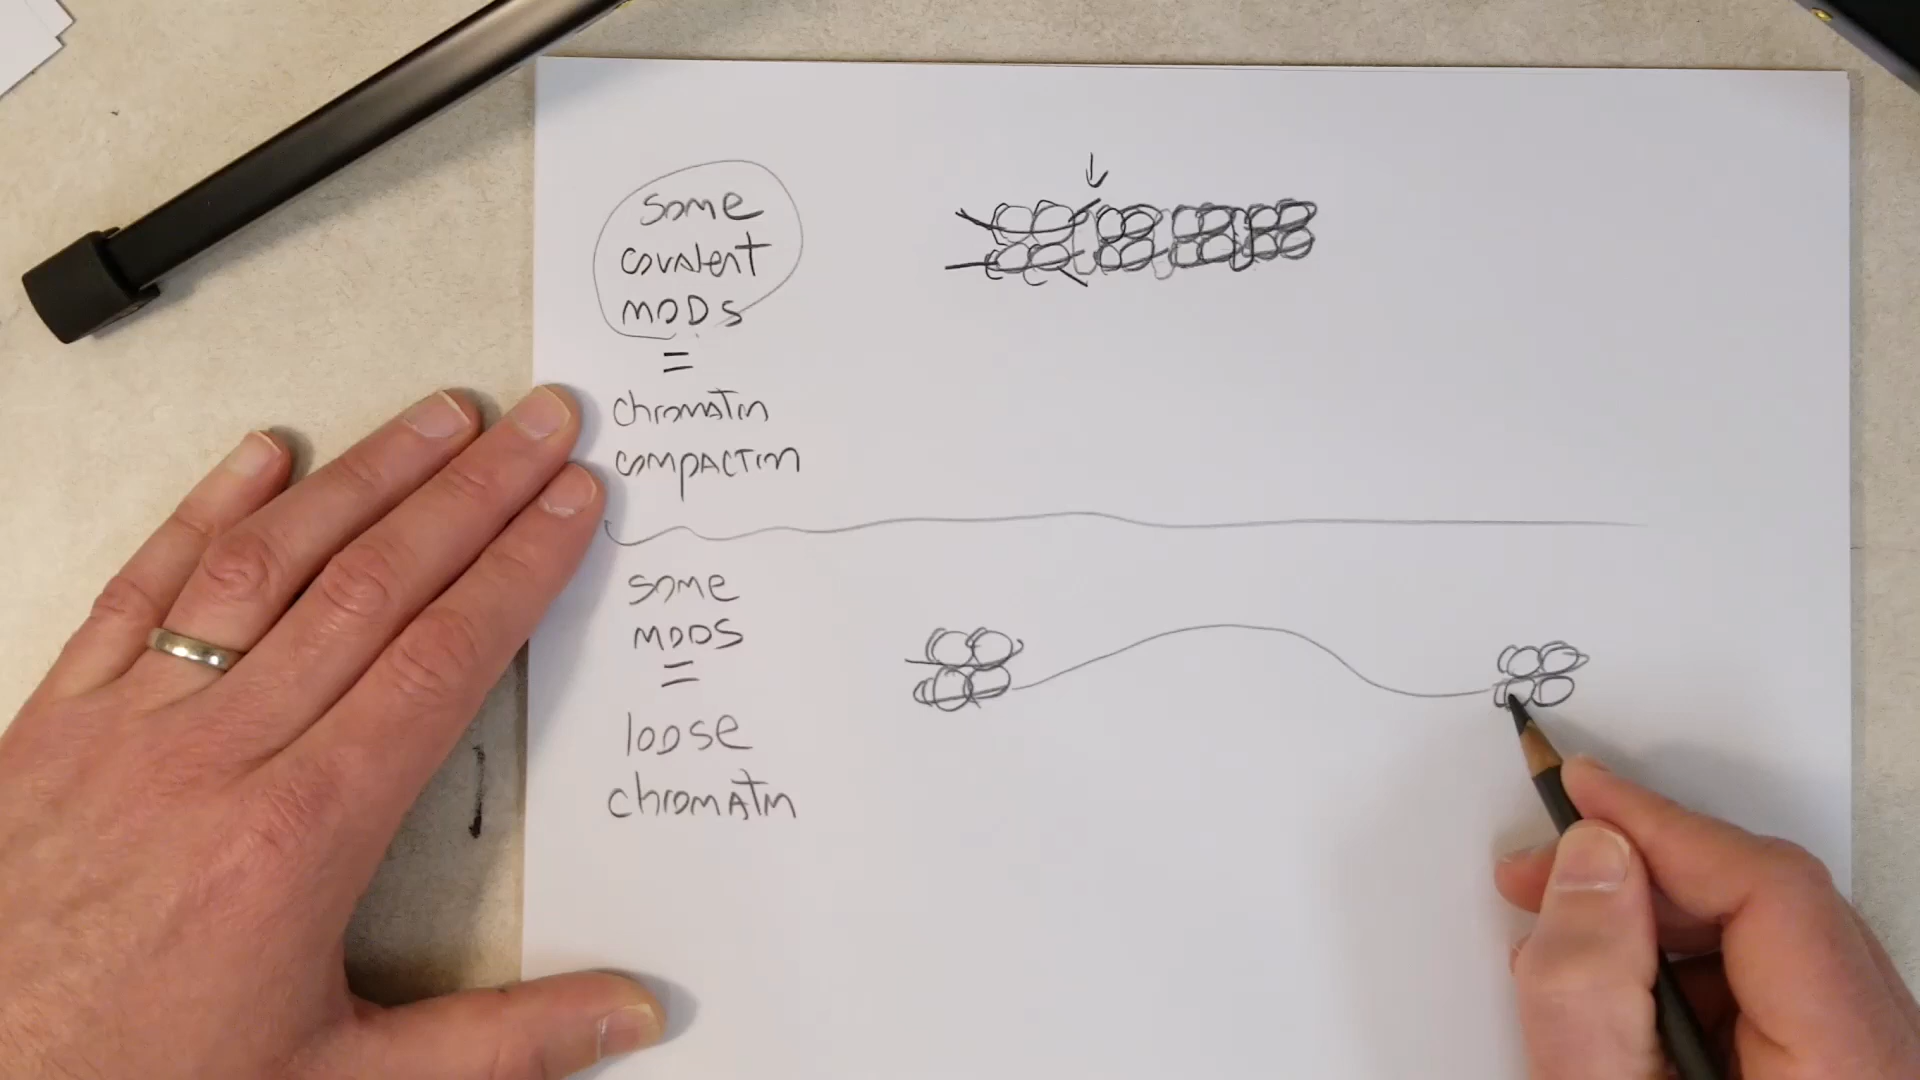 some
covalent
MODS
=
chromatin
compaction
some
MODS
=
loose
chromatin